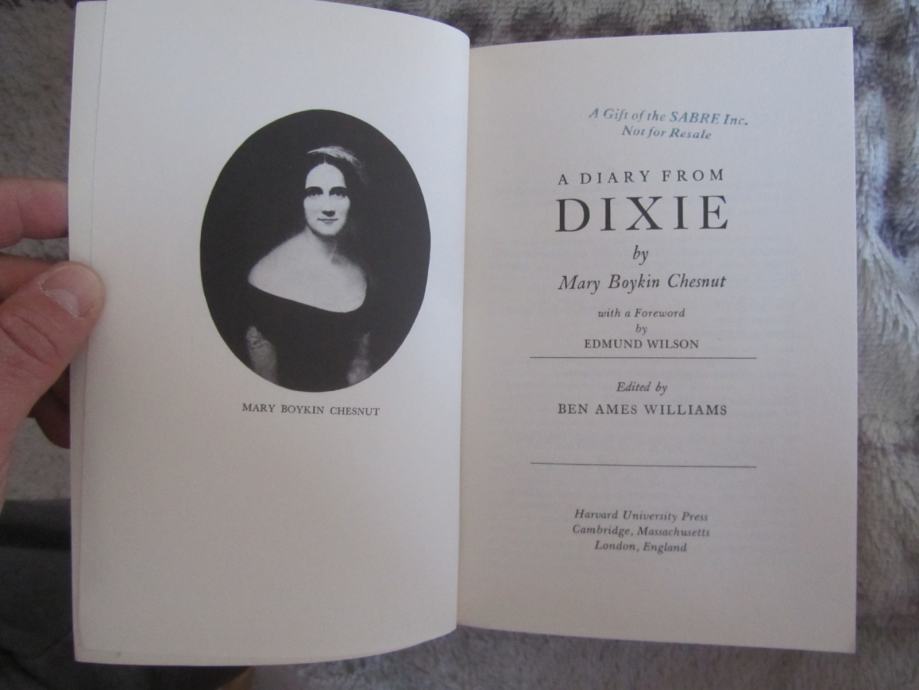 MARY BOYKIN CHESNUT
A Gift of the SABRE Inc.
Not for Resale
A DIARY FROM
DIXIE
by
Mary Boykin Chesnut
with a Foreword
by
EDMUND WILSON
Edited by
BEN AMES WILLIAMS
Harvard University Press
Cambridge, Massachusetts
London, England